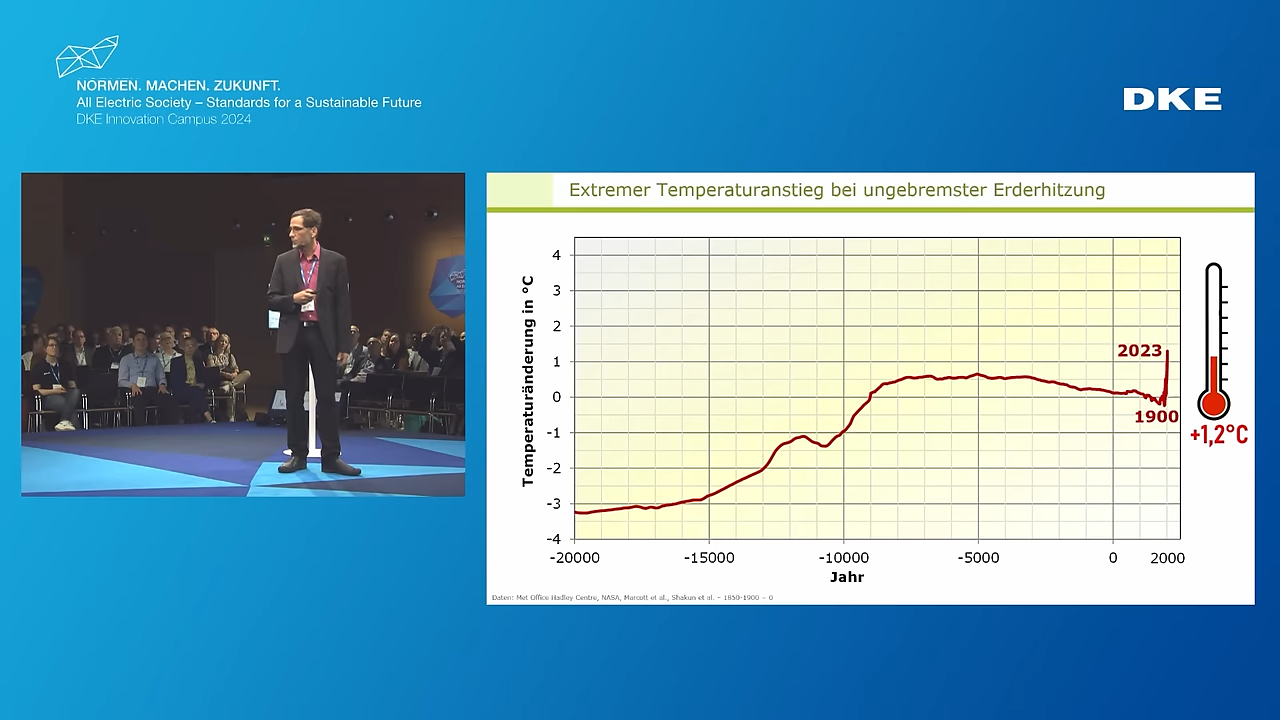 NORMEN. MACHEN. ZUKUNFT.
All Electric Society – Standards for a Sustainable Future
DKE Innovation Campus 2024
DKE
Extremer Temperaturanstieg bei ungebremster Erderhitzung
Temperaturänderung in °C
4
3
2
1
0
-1
-2
-3
-4
2023
1900
+1,2°C
-20000 -15000 -10000 -5000 0 2000
Jahr
Daten: Met Office Hadley Centre, NASA, Marcott et al., Shakun et al. – 1850-1900 = 0